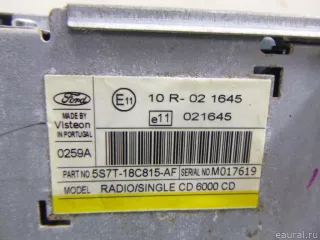 Ford
E11 10 R- 02 1645
MADE BY
Visteon
IN PORTUGAL
e11 021645
0259A
PART NO 5S7T-18C815-AF SERIAL NO M017619
MODEL RADIO/SINGLE CD 6000 CD
© eaural.ru